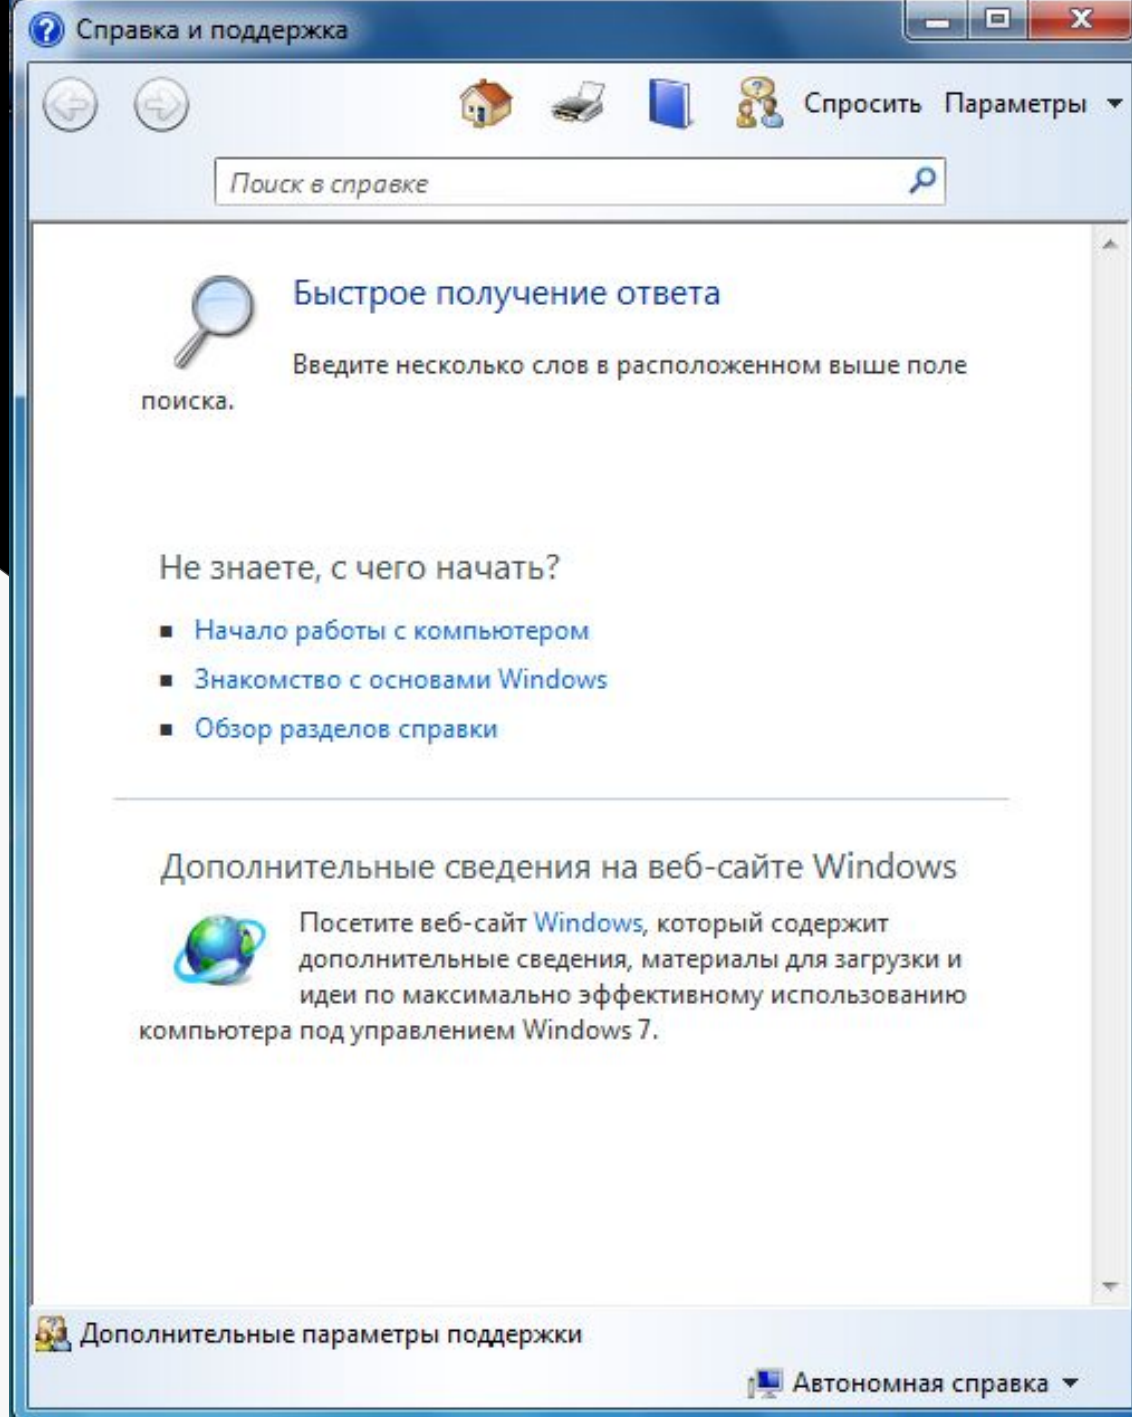 Справка и поддержка
Спросить Параметры
Поиск в справке
Быстрое получение ответа
Введите несколько слов в расположенном выше поле
поиска.
Не знаете, с чего начать?
Начало работы с компьютером
Знакомство с основами Windows
Обзор разделов справки
Дополнительные сведения на веб-сайте Windows
Посетите веб-сайт Windows, который содержит
дополнительные сведения, материалы для загрузки и
идеи по максимально эффективному использованию
компьютера под управлением Windows 7.
Дополнительные параметры поддержки
Автономная справка